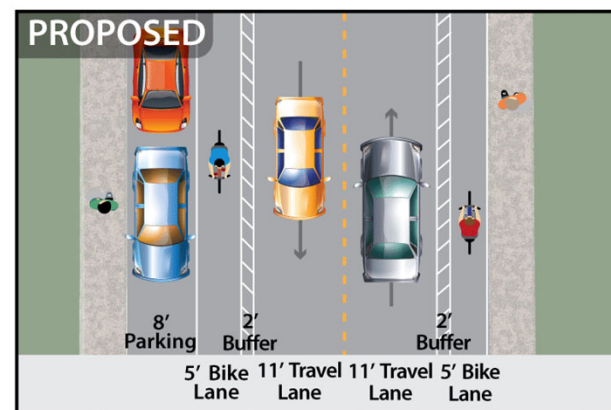 PROPOSED
8'
Parking
2'
Buffer
2'
Buffer
5' Bike
Lane
11' Travel
Lane
11' Travel
Lane
5' Bike
Lane